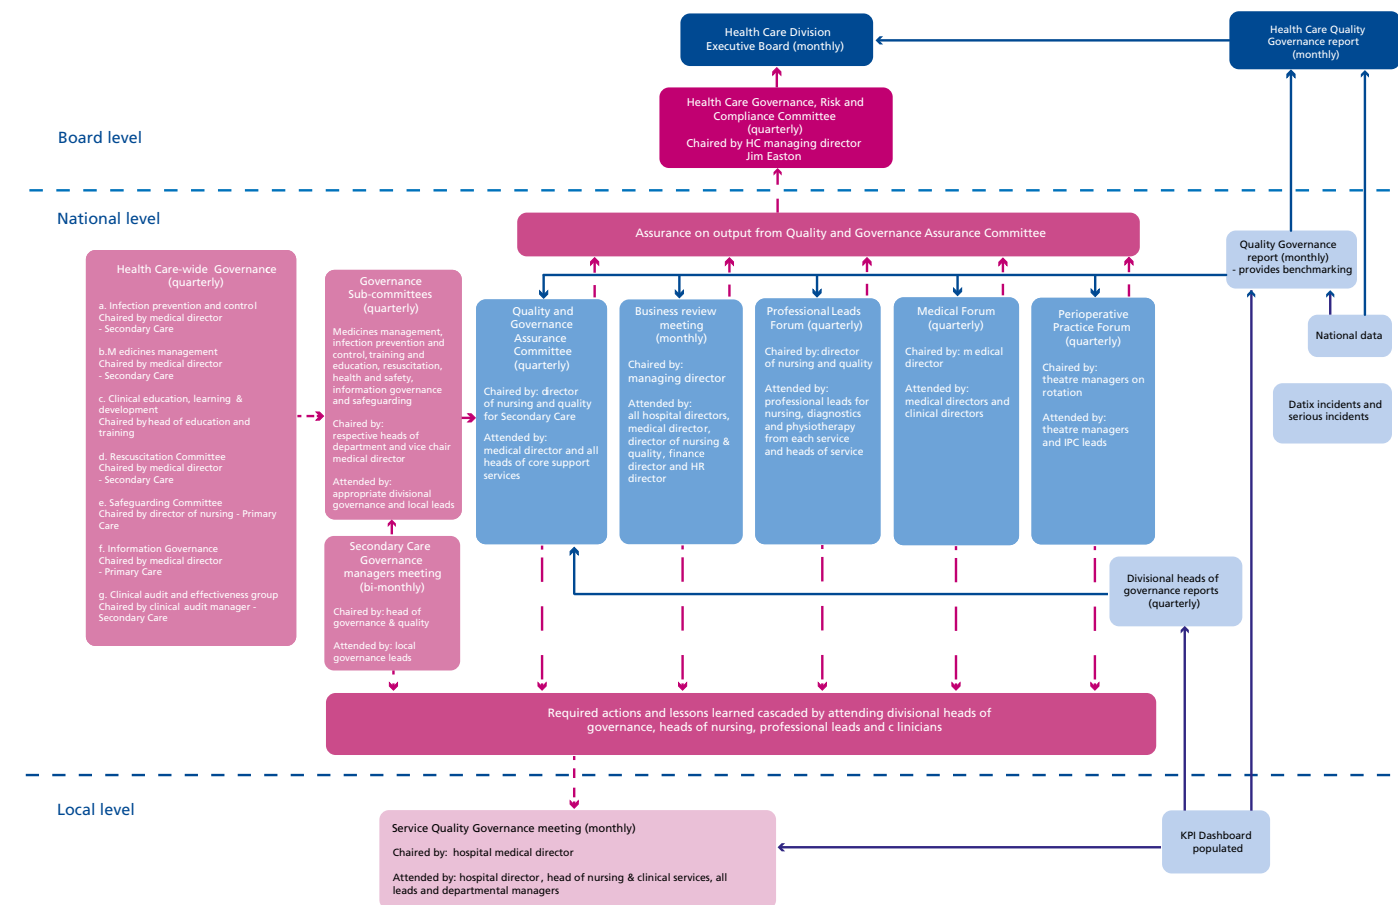 Health Care Division
Executive Board (monthly)
Health Care Quality
Governance report
(monthly)
Health Care Governance, Risk and
Compliance Committee
(quarterly)
Chaired by HC managing director
Jim Easton
Board level
National level
Assurance on output from Quality and Governance Assurance Committee
Quality Governance
report (monthly)
- provides benchmarking
National data
Datix incidents and
serious incidents
Health Care-wide Governance
(quarterly)
a. Infection prevention and control
Chaired by medical director
- Secondary Care
b.M edicines management
Chaired by medical director
- Secondary Care
c. Clinical education, learning &
development
Chaired by head of education and
training
d. Rescuscitation Committee
Chaired by medical director
- Secondary Care
e. Safeguarding Committee
Chaired by director of nursing - Primary
Care
f. Information Governance
Chaired by medical director
- Primary Care
g. Clinical audit and effectiveness group
Chaired by clinical audit manager -
Secondary Care
Governance
Sub-committees
(quarterly)
Medicines management,
infection prevention and
control, training and
education, resuscitation,
health and safety,
information governance
and safeguarding
Chaired by:
respective heads of
department and vice chair
medical director
Attended by:
appropriate divisional
governance and local leads
Secondary Care
Governance
managers meeting
(bi-monthly)
Chaired by: head of
governance & quality
Attended by: local
governance leads
Quality and
Governance
Assurance
Committee
(quarterly)
Chaired by: director
of nursing and quality
for Secondary Care
Attended by:
medical director and all
heads of core support
services
Business review
meeting
(monthly)
Chaired by:
managing director
Attended by:
all hospital directors,
medical director,
director of nursing &
quality, finance
director and HR
director
Professional Leads
Forum (quarterly)
Chaired by: director
of nursing and quality
Attended by:
professional leads for
nursing, diagnostics
and physiotherapy
from each service
and heads of service
Medical Forum
(quarterly)
Chaired by: m edical
director
Attended by:
medical directors and
clinical directors
Perioperative
Practice Forum
(quarterly)
Chaired by:
theatre managers on
rotation
Attended by:
theatre managers
and IPC leads
Divisional heads of
governance reports
(quarterly)
Required actions and lessons learned cascaded by attending divisional heads of
governance, heads of nursing, professional leads and c linicians
Local level
Service Quality Governance meeting (monthly)
Chaired by: hospital medical director
Attended by: hospital director, head of nursing & clinical services, all
leads and departmental managers
KPI Dashboard
populated